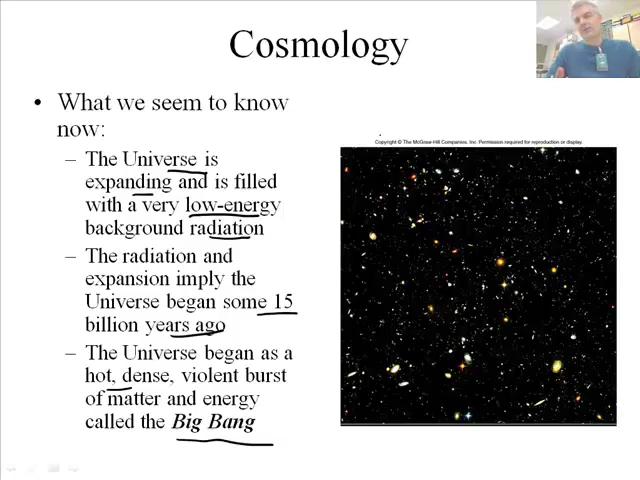 Cosmology
• What we seem to know
now:
– The Universe is
expanding and is filled
with a very low-energy
background radiation
– The radiation and
expansion imply the
Universe began some 15
billion years ago
– The Universe began as a
hot, dense, violent burst
of matter and energy
called the Big Bang
Copyright © The McGraw-Hill Companies, Inc. Permission required for reproduction or display.